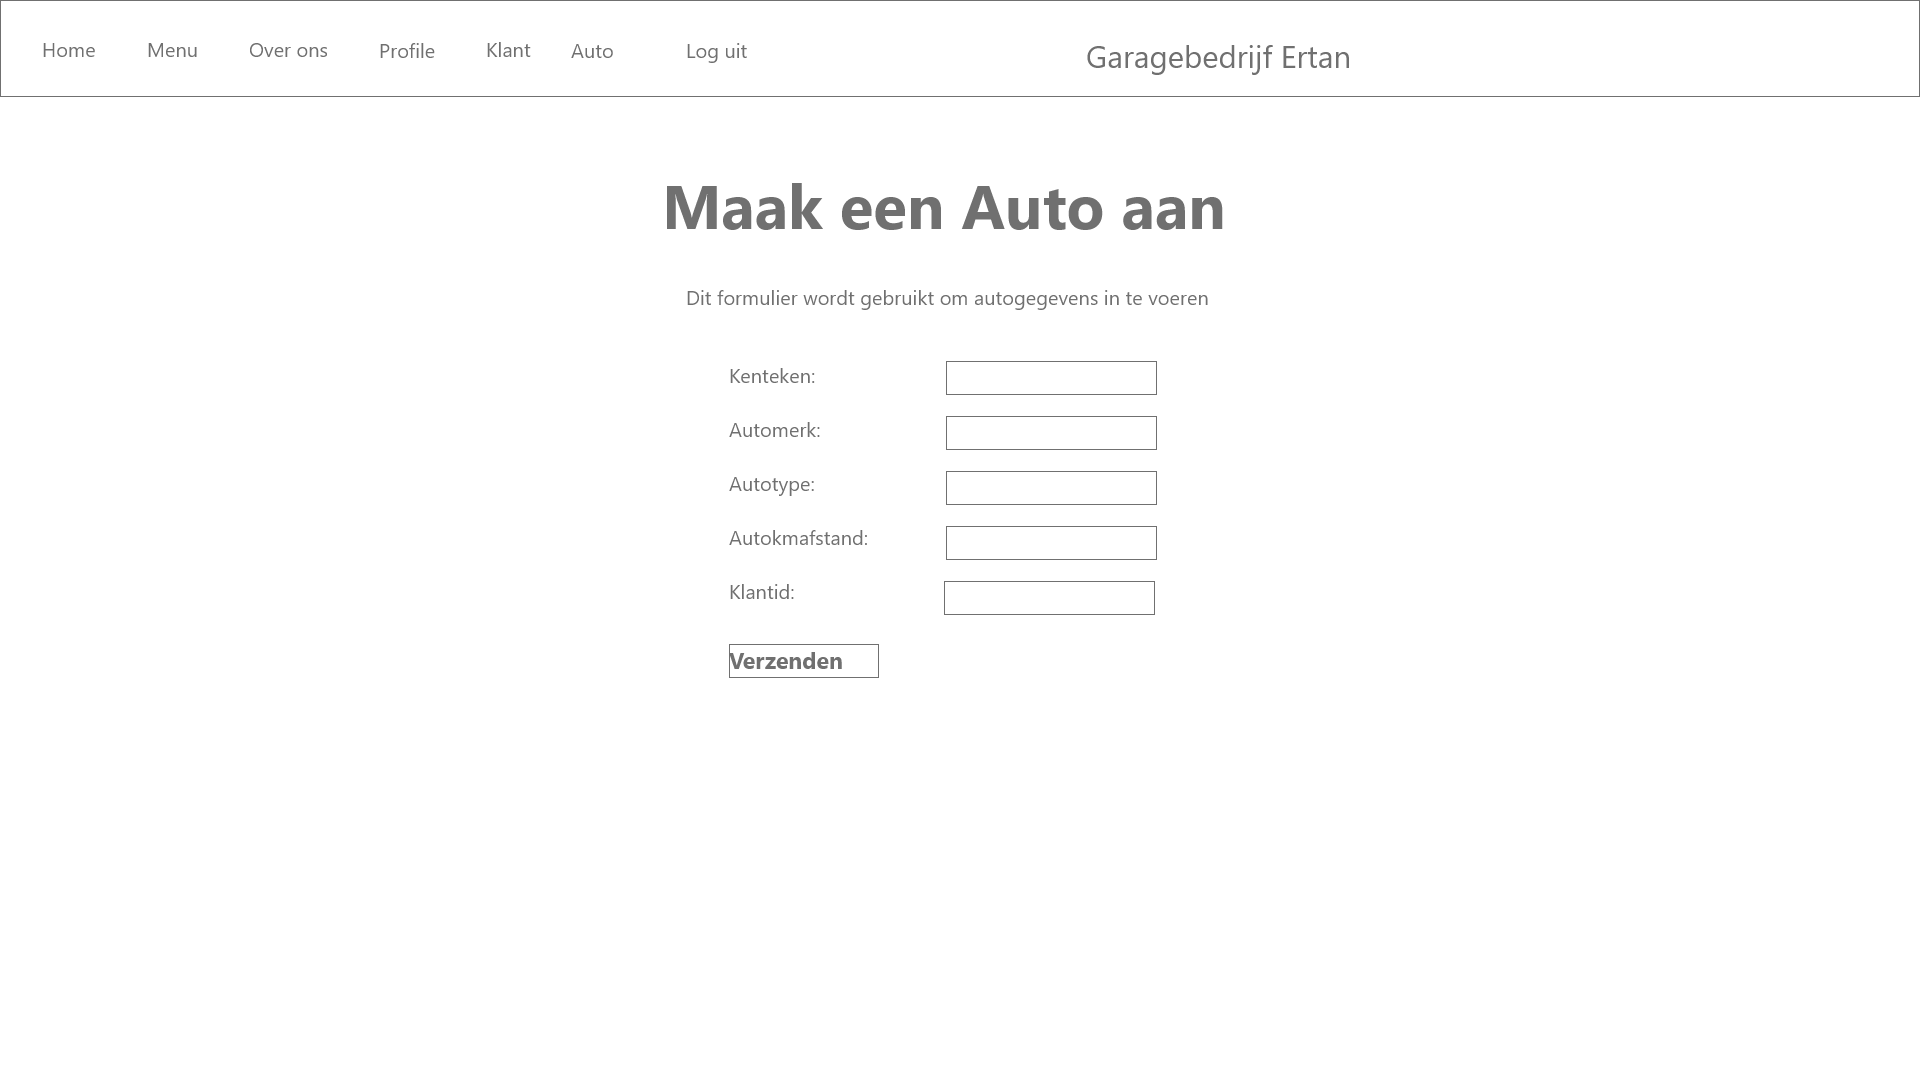 Home Menu Over ons Profile Klant Auto Log uit Garagebedrijf Ertan
Maak een Auto aan
Dit formulier wordt gebruikt om autogegevens in te voeren
Kenteken:
Automerk:
Autotype:
Autokmafstand:
Klantid:
Verzenden